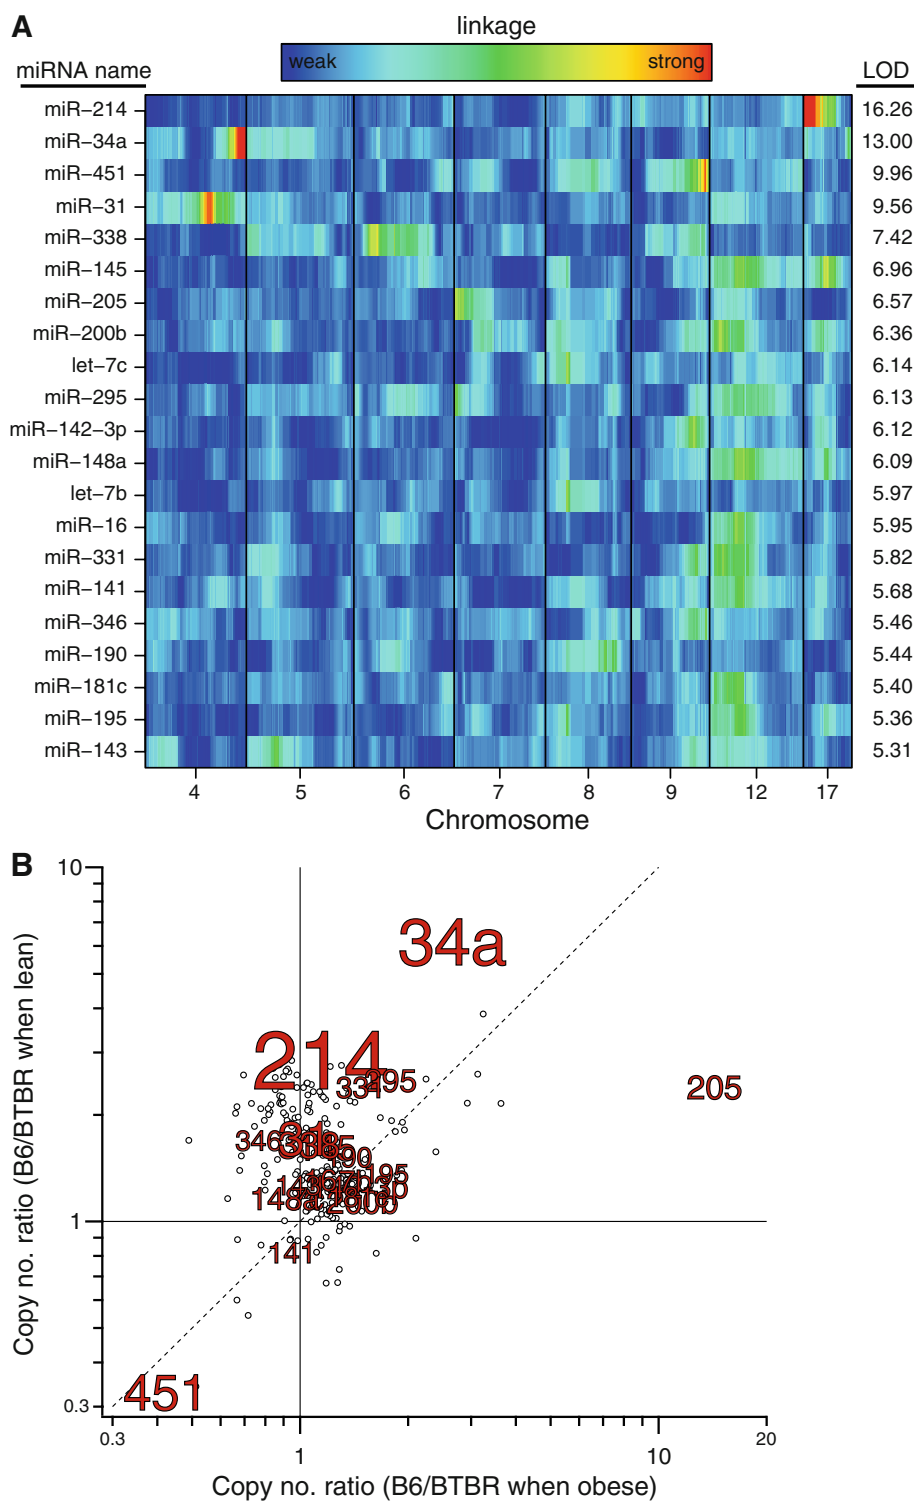 A
linkage
weak strong
miRNA name LOD
miR−214 16.26
miR−34a 13.00
miR−451 9.96
miR−31 9.56
miR−338 7.42
miR−145 6.96
miR−205 6.57
miR−200b 6.36
let−7c 6.14
miR−295 6.13
miR−142−3p 6.12
miR−148a 6.09
let−7b 5.97
miR−16 5.95
miR−331 5.82
miR−141 5.68
miR−346 5.46
miR−190 5.44
miR−181c 5.40
miR−195 5.36
miR−143 5.31
4 5 6 7 8 9 12 17
Chromosome
B
10
Copy no. ratio (B6/BTBR when lean)
34a
214
331 295
205
346 31
190
195
148a
200b
1
141
451
0.3
0.3 1 10 20
Copy no. ratio (B6/BTBR when obese)